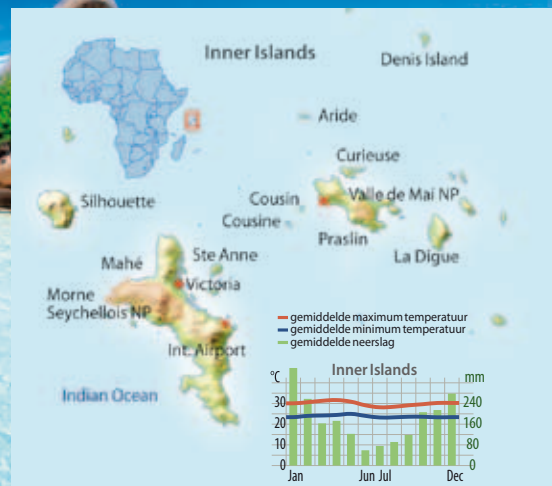 Inner Islands
Denis Island
Aride
Curieuse
Cousin
Valle de Mai NP
Silhouette
Cousine
Praslin
La Digue
Mahé
Ste Anne
Victoria
Morne
Seychellois NP
Int. Airport
Indian Ocean
gemiddelde maximum temperatuur
gemiddelde minimum temperatuur
gemiddelde neerslag
°C
Inner Islands
mm
30
240
20
160
10
80
0
0
Jan
Jun Jul
Dec